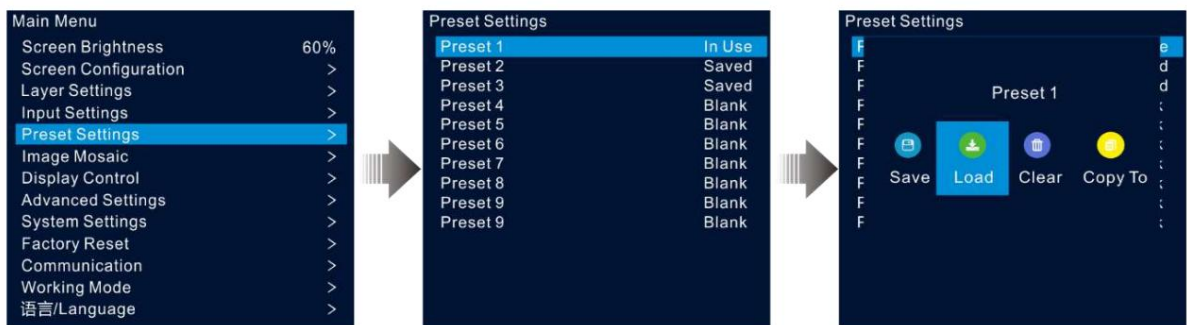 Main Menu
Screen Brightness 60%
Screen Configuration >
Layer Settings >
Input Settings >
Preset Settings >
Image Mosaic >
Display Control >
Advanced Settings >
System Settings >
Factory Reset >
Communication >
Working Mode >
语言/Language >
Preset Settings
Preset 1 In Use
Preset 2 Saved
Preset 3 Saved
Preset 4 Blank
Preset 5 Blank
Preset 6 Blank
Preset 7 Blank
Preset 8 Blank
Preset 9 Blank
Preset 9 Blank
Preset Settings
Preset 1
Save Load Clear Copy To